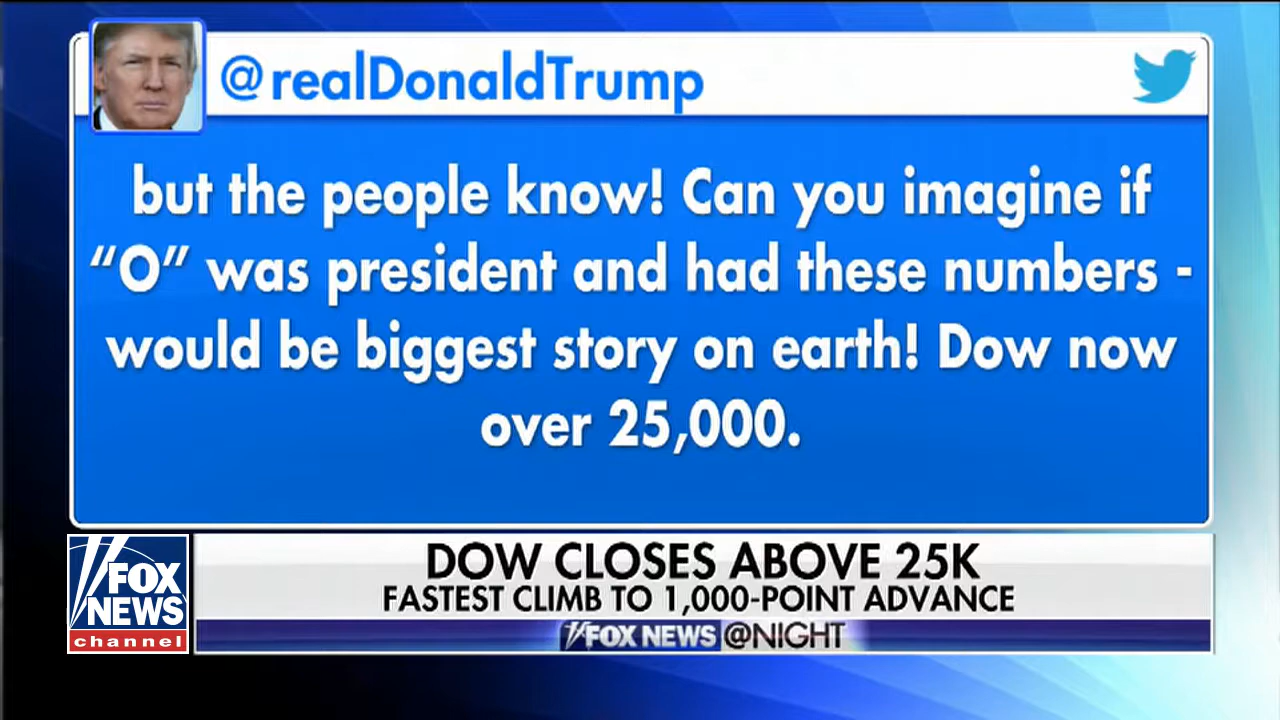 @realDonaldTrump
but the people know! Can you imagine if
“O” was president and had these numbers -
would be biggest story on earth! Dow now
over 25,000.
DOW CLOSES ABOVE 25K
FASTEST CLIMB TO 1,000-POINT ADVANCE
FOX
NEWS
channel
FOX NEWS @NIGHT